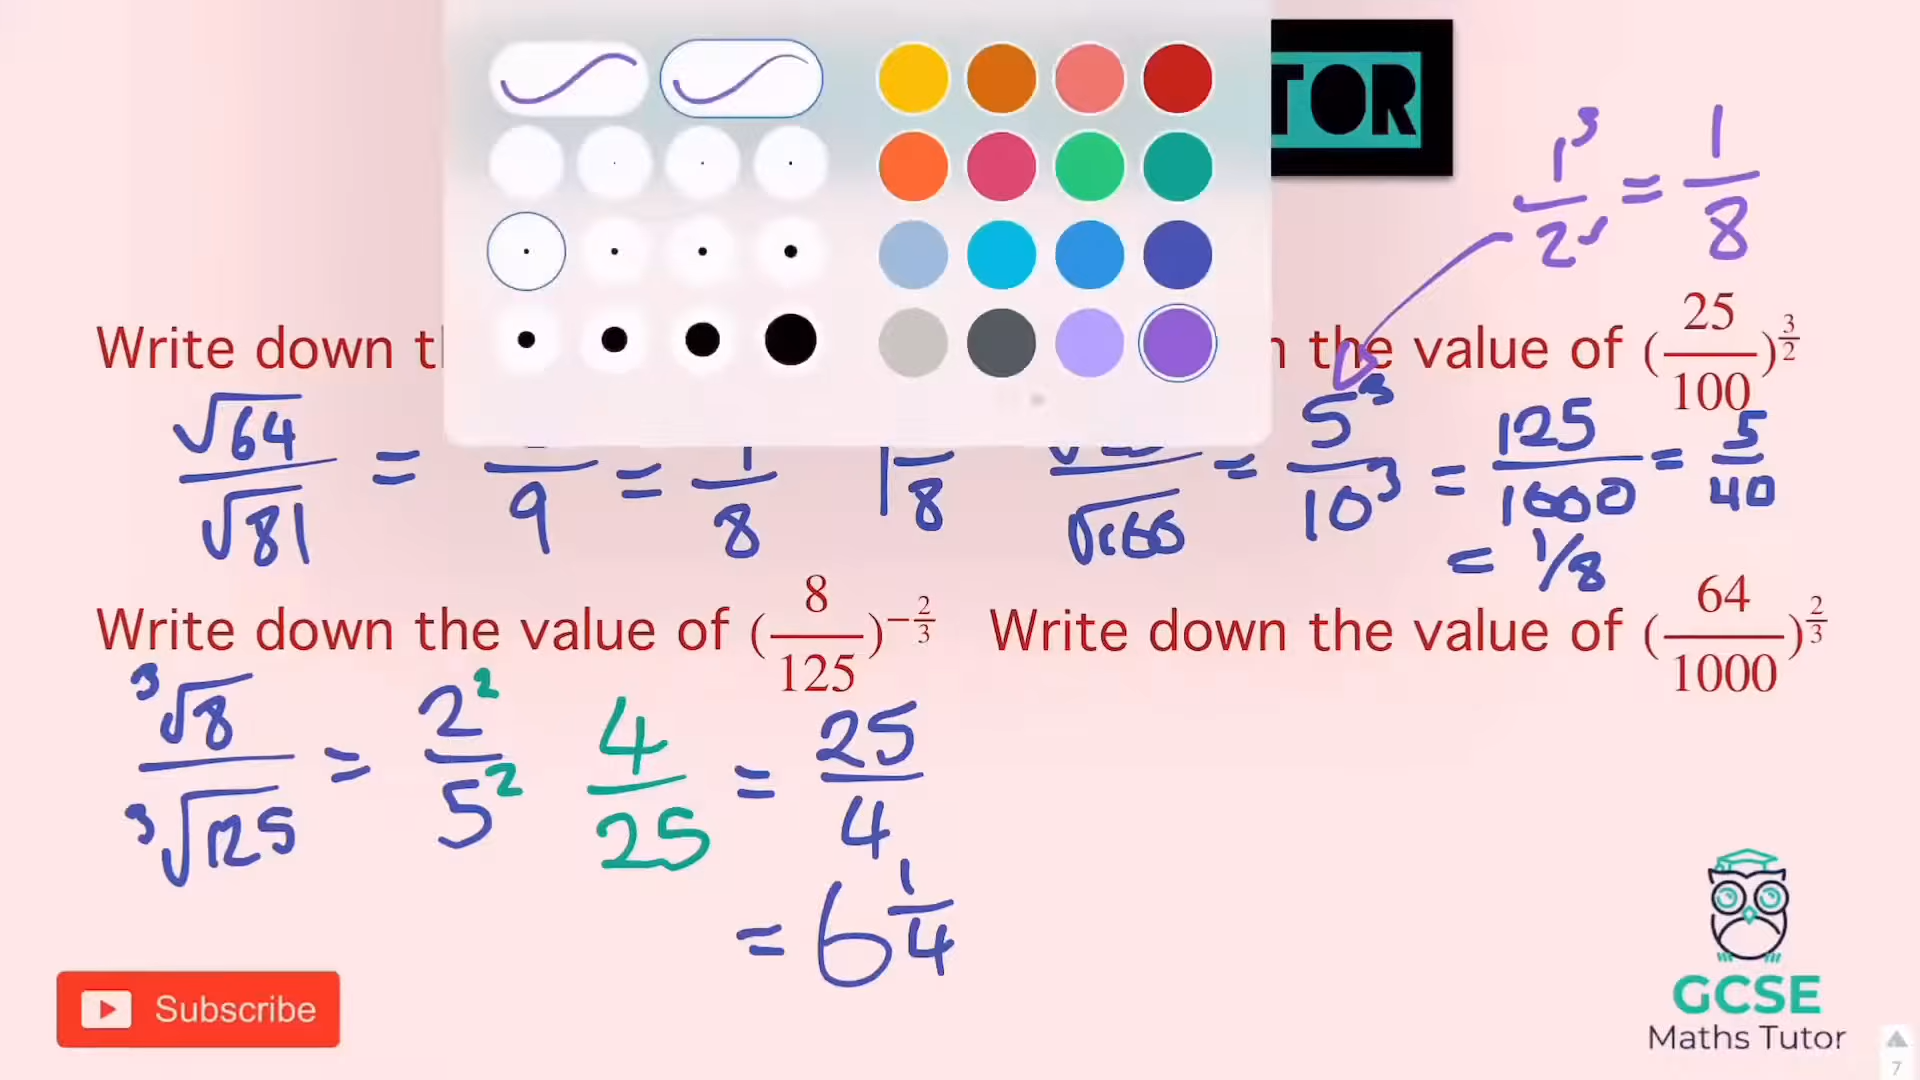 TOR
1³/2³ = 1/8
Write down t
n the value of (25/100)^3/2
√64/√81 = /9 = 1/8 1/8
/√100 = 5³/10³ = 125/1000 = 5/40
= 1/8
Write down the value of (8/125)^-2/3
Write down the value of (64/1000)^2/3
³√8/³√125 = 2²/5² 4/25 = 25/4
= 6 1/4
Subscribe
GCSE
Maths Tutor
7